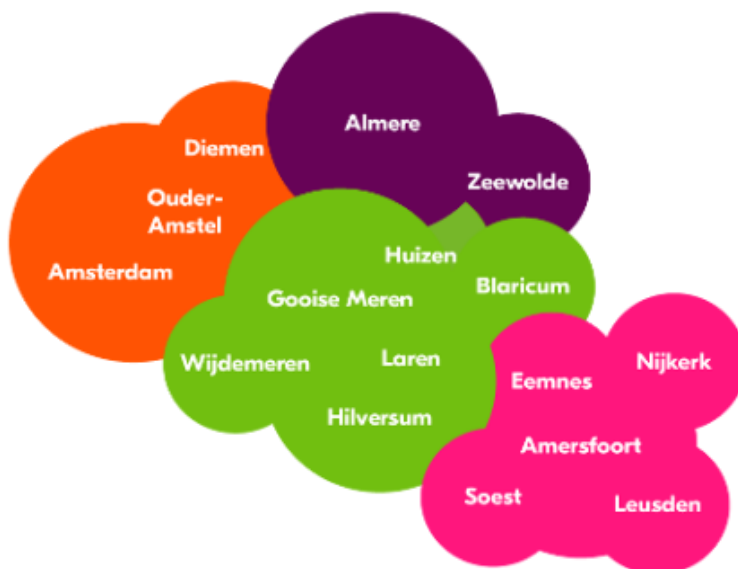 Almere
Diemen
Zeewolde
Ouder-
Amstel
Huizen
Amsterdam
Blaricum
Gooise Meren
Wijdemeren
Laren
Nijkerk
Eemnes
Hilversum
Amersfoort
Soest
Leusden